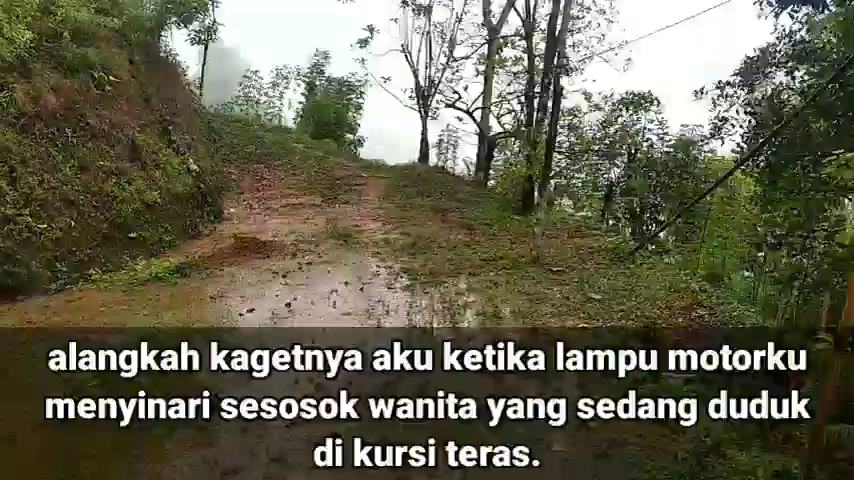 alangkah kagetnya aku ketika lampu motorku
menyinari sesosok wanita yang sedang duduk
di kursi teras.